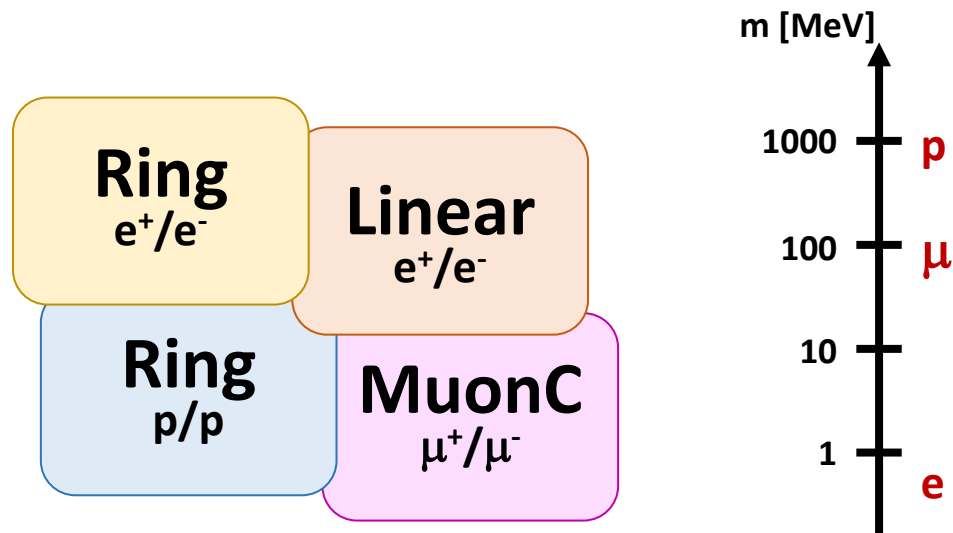 Ring
e⁺/e⁻
Linear
e⁺/e⁻
Ring
p/p
MuonC
μ⁺/μ⁻
m [MeV]
1000
p
100
μ
10
1
e